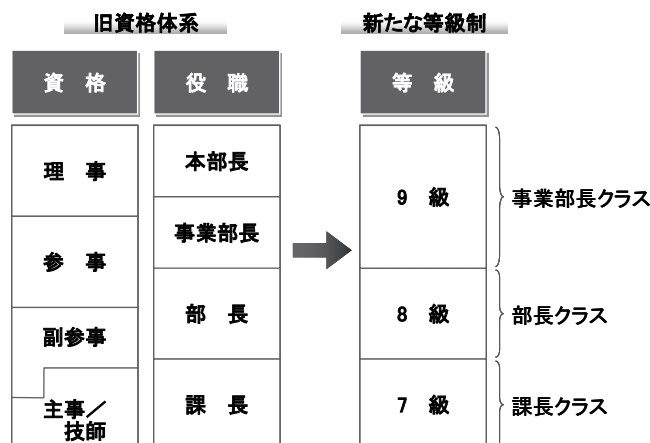 旧資格体系
新たな等級制
資　格
役　職
等　級
理　事
参　事
副参事
主事／
技師
本部長
事業部長
部　長
課　長
9　級
8　級
7　級
事業部長クラス
部長クラス
課長クラス